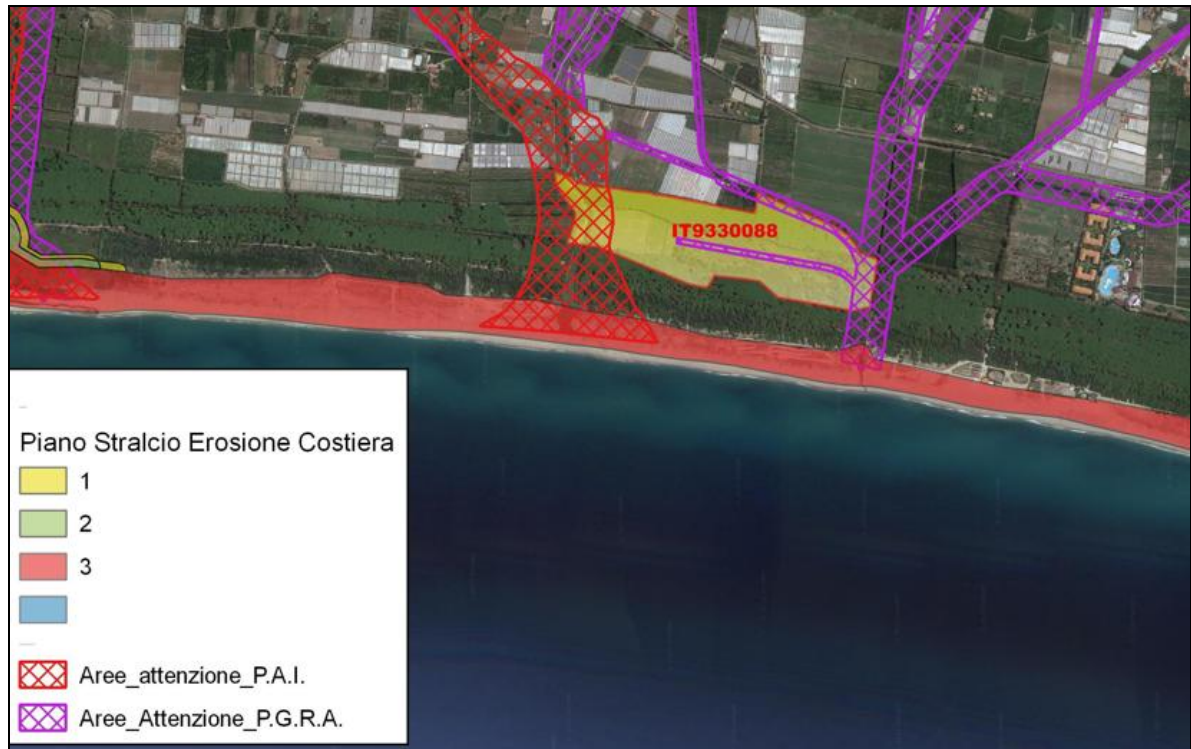 IT9330088
Piano Stralcio Erosione Costiera
1
2
3
Aree_attenzione_P.A.I.
Aree_Attenzione_P.G.R.A.